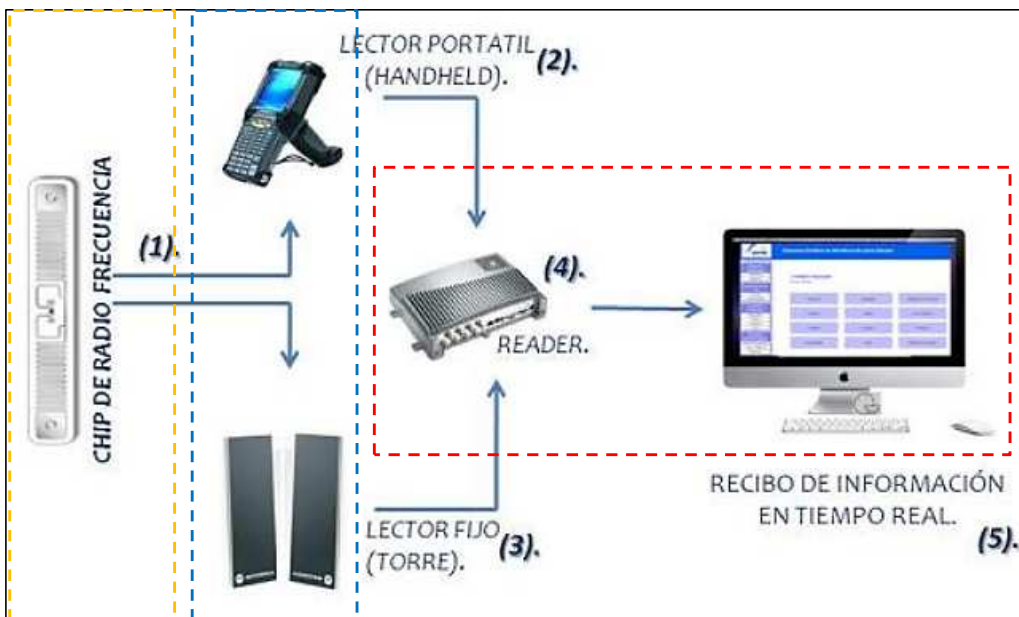 LECTOR PORTATIL
(HANDHELD).
(2).
CHIP DE RADIO FRECUENCIA
(1).
(4).
READER.
LECTOR FIJO
(TORRE).
(3).
RECIBO DE INFORMACIÓN
EN TIEMPO REAL.
(5).